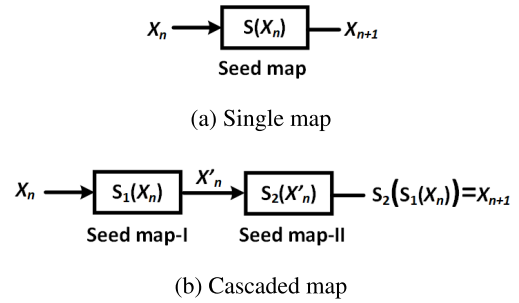 Xn S(Xn) Xn+1
Seed map
(a) Single map
Xn S1(Xn) X'n S2(X'n) S2(S1(Xn))=Xn+1
Seed map-I Seed map-II
(b) Cascaded map